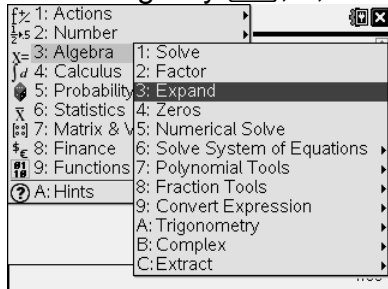 1: Actions
2: Number
3: Algebra
4: Calculus
5: Probability
6: Statistics
7: Matrix & V
8: Finance
9: Functions
A: Hints
1: Solve
2: Factor
3: Expand
4: Zeros
5: Numerical Solve
6: Solve System of Equations
7: Polynomial Tools
8: Fraction Tools
9: Convert Expression
A: Trigonometry
B: Complex
C: Extract